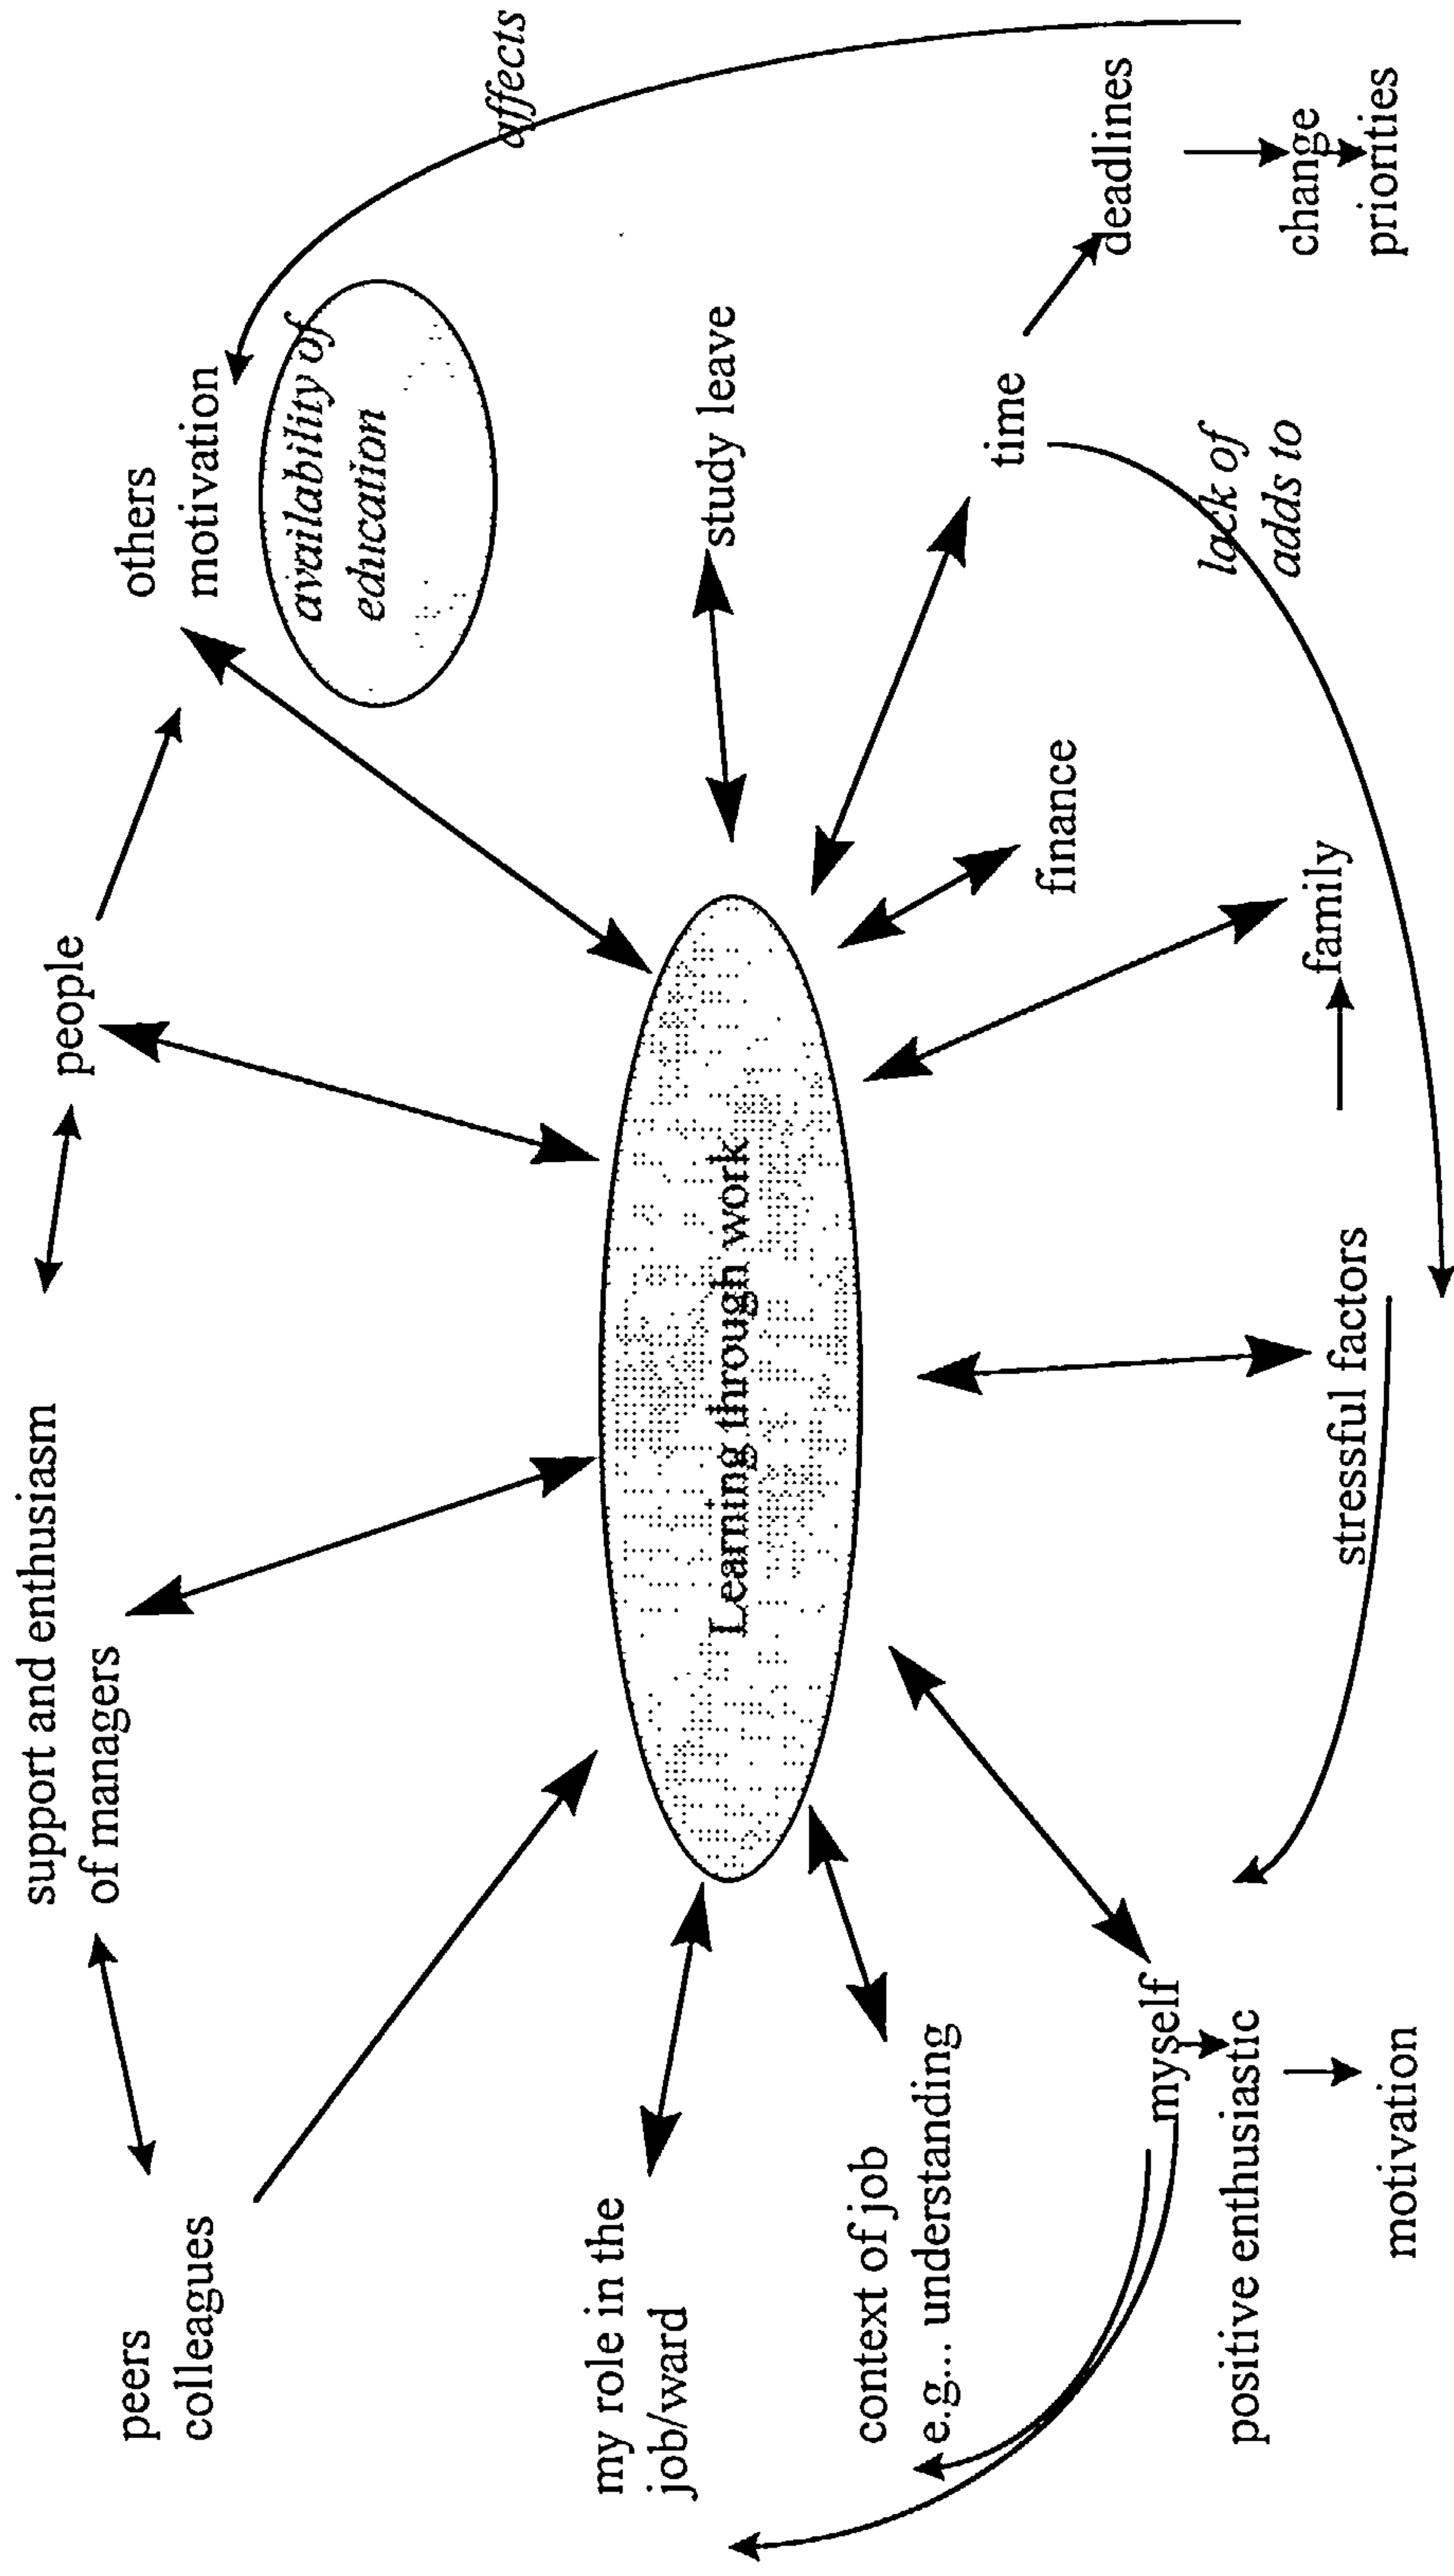 support and enthusiasm
of managers
people
others
motivation
peers
colleagues
availability of
education
affects
my role in the
job/ward
Learning through work
study leave
context of job
e.g... understanding
finance
time
deadlines
myself
positive enthusiastic
motivation
stressful factors
family
lack of
adds to
change
priorities